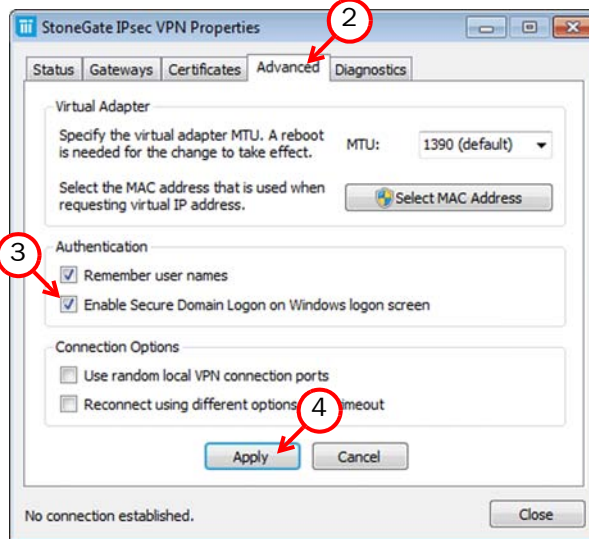 StoneGate IPsec VPN Properties
2
Status Gateways Certificates Advanced Diagnostics
Virtual Adapter
Specify the virtual adapter MTU. A reboot
is needed for the change to take effect.
MTU: 1390 (default)
Select the MAC address that is used when
requesting virtual IP address.
Select MAC Address
3
Authentication
Remember user names
Enable Secure Domain Logon on Windows logon screen
Connection Options
Use random local VPN connection ports
Reconnect using different options imeout
4
Apply Cancel
No connection established. Close